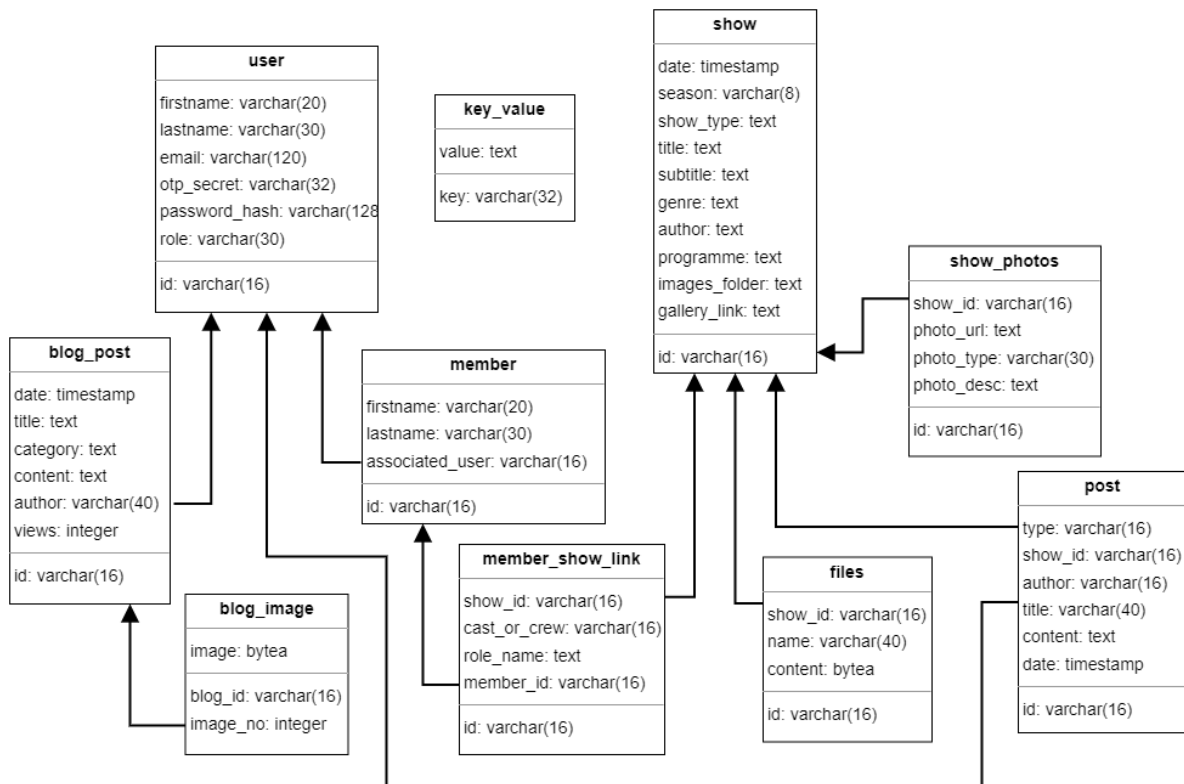 user
firstname: varchar(20)
lastname: varchar(30)
email: varchar(120)
otp_secret: varchar(32)
password_hash: varchar(128
role: varchar(30)
id: varchar(16)
key_value
value: text
key: varchar(32)
show
date: timestamp
season: varchar(8)
show_type: text
title: text
subtitle: text
genre: text
author: text
programme: text
images_folder: text
gallery_link: text
id: varchar(16)
show_photos
show_id: varchar(16)
photo_url: text
photo_type: varchar(30)
photo_desc: text
id: varchar(16)
blog_post
date: timestamp
title: text
category: text
content: text
author: varchar(40)
views: integer
id: varchar(16)
member
firstname: varchar(20)
lastname: varchar(30)
associated_user: varchar(16)
id: varchar(16)
post
type: varchar(16)
show_id: varchar(16)
author: varchar(16)
title: varchar(40)
content: text
date: timestamp
id: varchar(16)
member_show_link
show_id: varchar(16)
cast_or_crew: varchar(16)
role_name: text
member_id: varchar(16)
id: varchar(16)
files
show_id: varchar(16)
name: varchar(40)
content: bytea
id: varchar(16)
blog_image
image: bytea
blog_id: varchar(16)
image_no: integer